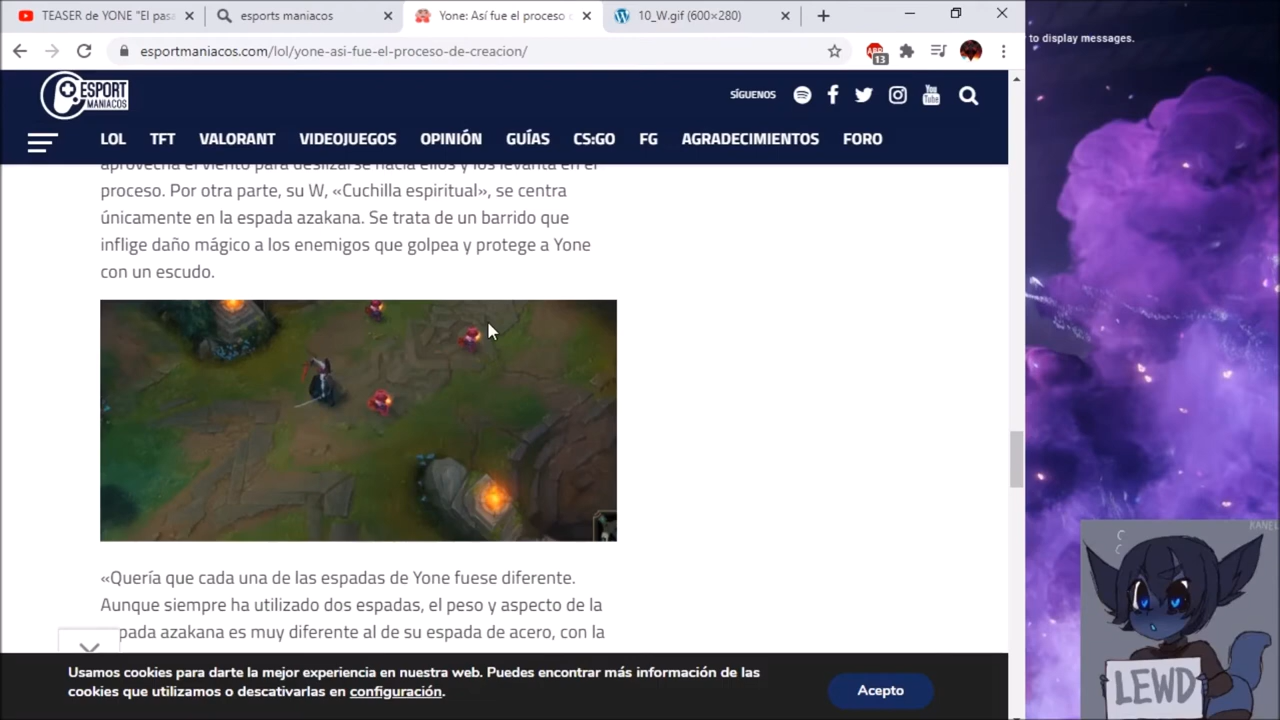 TEASER de YONE "El pasa
esports maniacos
Yone: Así fue el proceso
10_W.gif (600×280)
esportmaniacos.com/lol/yone-asi-fue-el-proceso-de-creacion/
13
to display messages.
ESPORT
MANIACOS
SÍGUENOS
You
Tube
LOL TFT VALORANT VIDEOJUEGOS OPINIÓN GUÍAS CS:GO FG AGRADECIMIENTOS FORO
aprovecha el viento para deslizarse hacia ellos y los levanta en el
proceso. Por otra parte, su W, «Cuchilla espiritual», se centra
únicamente en la espada azakana. Se trata de un barrido que
inflige daño mágico a los enemigos que golpea y protege a Yone
con un escudo.
«Quería que cada una de las espadas de Yone fuese diferente.
Aunque siempre ha utilizado dos espadas, el peso y aspecto de la
pada azakana es muy diferente al de su espada de acero, con la
Usamos cookies para darte la mejor experiencia en nuestra web. Puedes encontrar más información de las
cookies que utilizamos o descativarlas en configuración.
Acepto
KANEL
LEWD